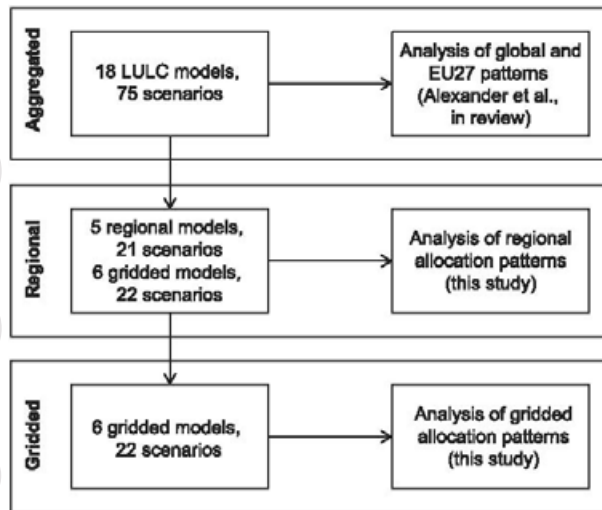 Aggregated
18 LULC models,
75 scenarios
Analysis of global and
EU27 patterns
(Alexander et al.,
in review)
Regional
5 regional models,
21 scenarios
6 gridded models,
22 scenarios
Analysis of regional
allocation patterns
(this study)
Gridded
6 gridded models,
22 scenarios
Analysis of gridded
allocation patterns
(this study)